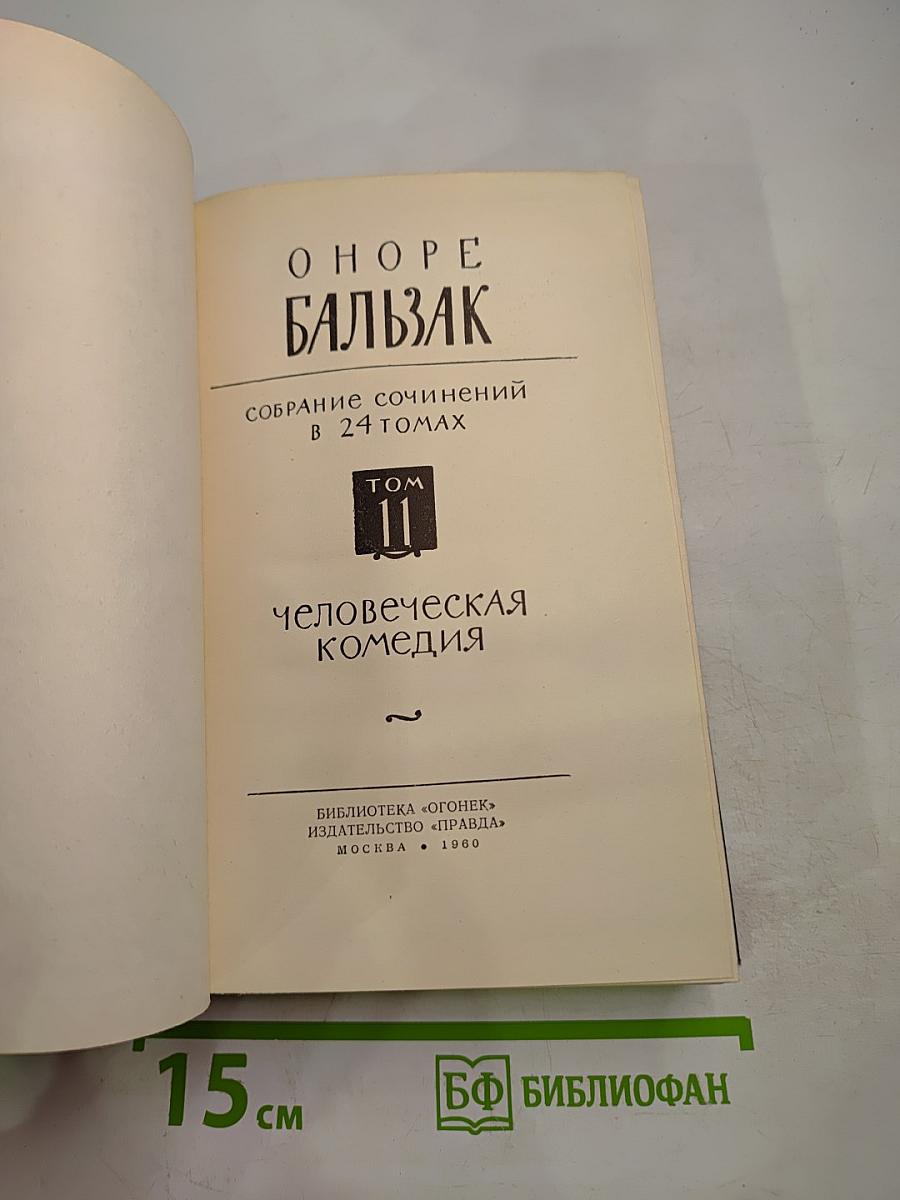 ОНОРЕ
БАЛЬЗАК
СОБРАНИЕ СОЧИНЕНИЙ
В 24 ТОМАХ
ТОМ
11
ЧЕЛОВЕЧЕСКАЯ
КОМЕДИЯ
БИБЛИОТЕКА «ОГОНЕК»
ИЗДАТЕЛЬСТВО «ПРАВДА»
МОСКВА • 1960
15 см
БФ БИБЛИОФАН